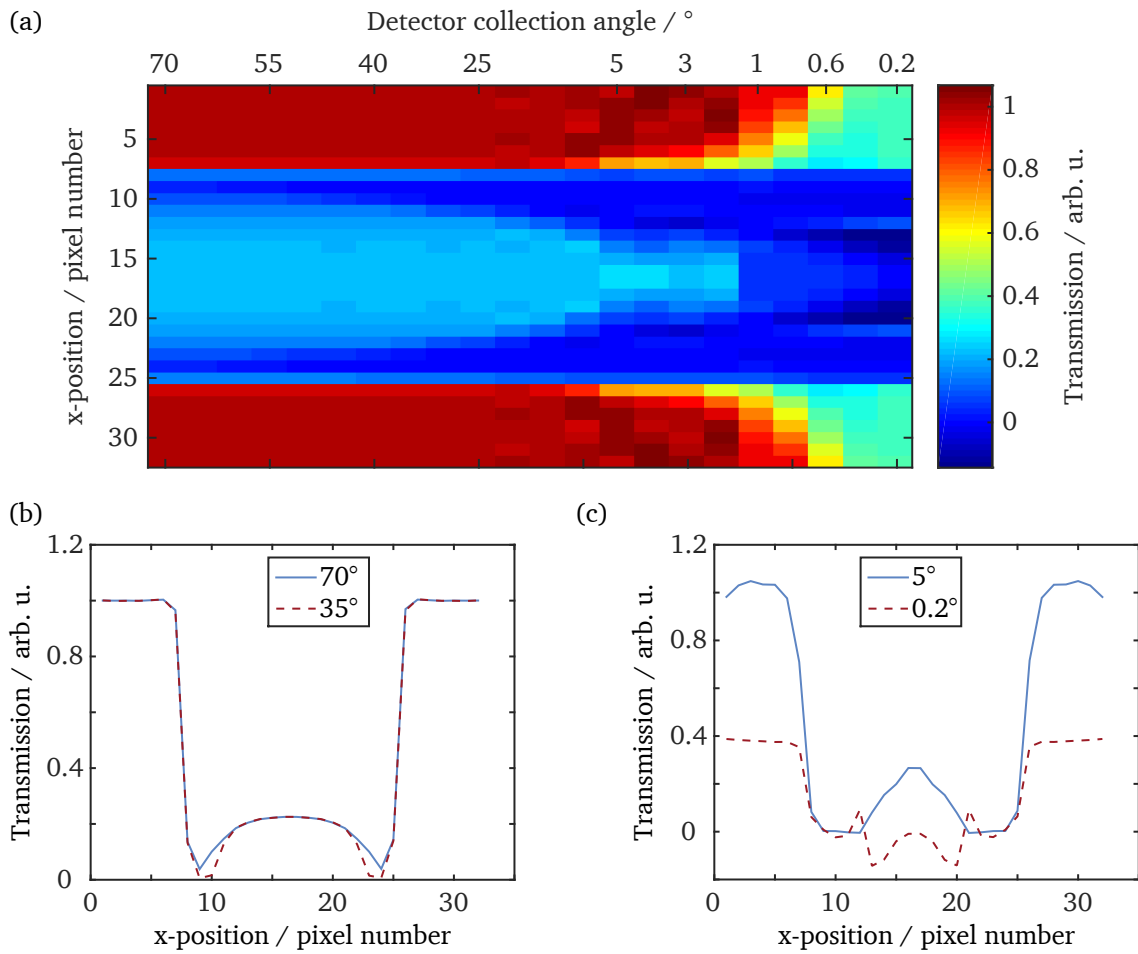 (a)
Detector collection angle / °
70 55 40 25 5 3 1 0.6 0.2
x-position / pixel number
5
10
15
20
25
30
1
0.8
0.6
0.4
0.2
0
Transmission / arb. u.
(b)
Transmission / arb. u.
1.2
0.8
0.4
0
70°
35°
0 10 20 30
x-position / pixel number
(c)
Transmission / arb. u.
1.2
0.8
0.4
0
5°
0.2°
0 10 20 30
x-position / pixel number